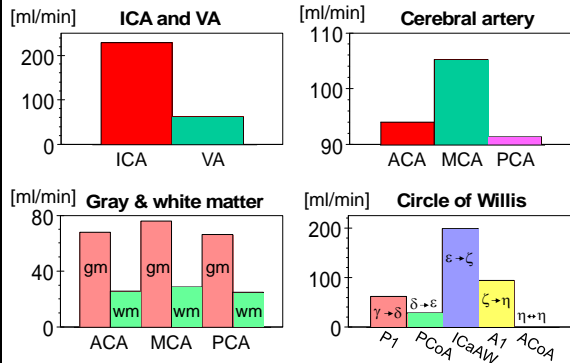 [ml/min] ICA and VA
200
100
0
ICA VA
[ml/min] Cerebral artery
110
100
90
ACA MCA PCA
[ml/min] Gray & white matter
80
40
0
gm wm gm wm gm wm
ACA MCA PCA
[ml/min] Circle of Willis
200
100
0
γ→δ δ→ε ε→ζ ζ→η η↔η
P1 PCoA ICaAW A1 ACoA